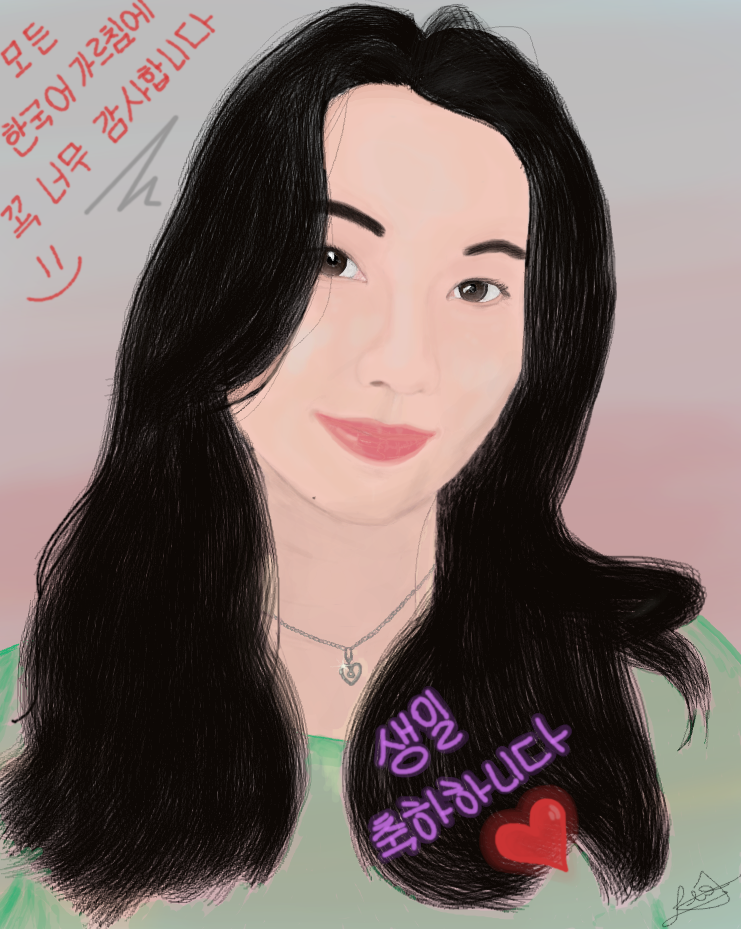 모든
한국어 가르침에
꼭 너무 감사합니다
생일
축하하니다